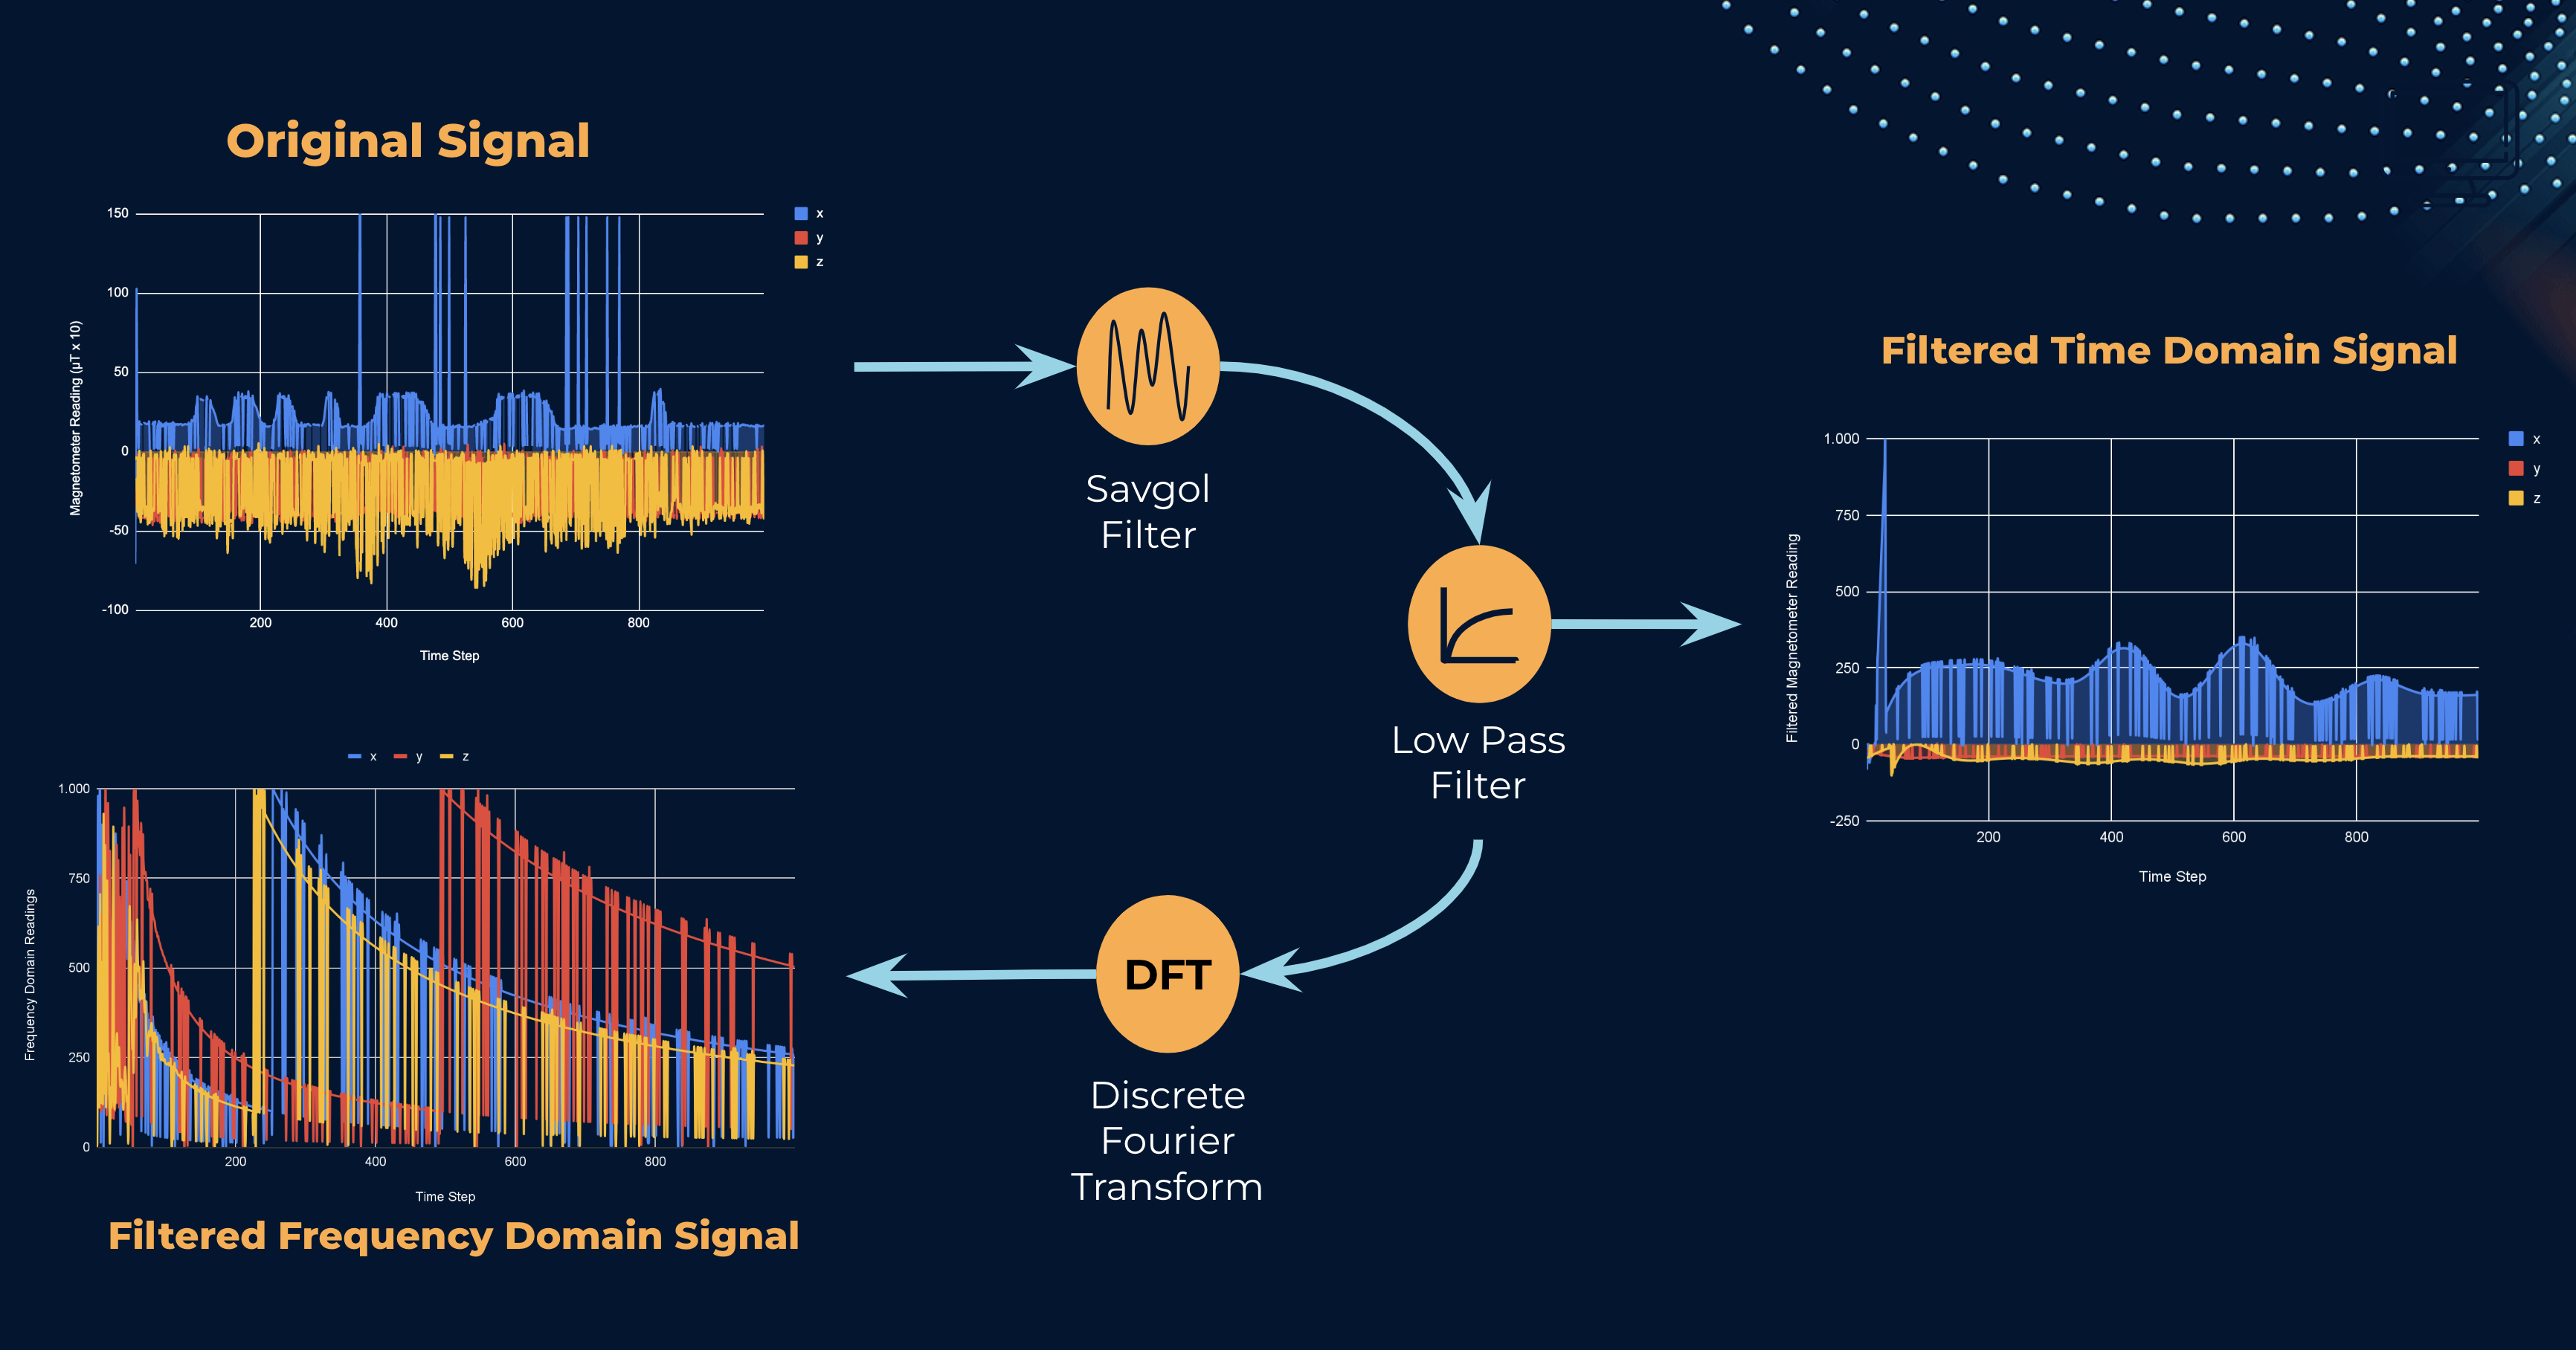 Original Signal
150
100
50
0
-50
-100
Magnetometer Reading (µT x 10)
200 400 600 800
Time Step
x
y
z
Savgol
Filter
Low Pass
Filter
DFT
Discrete
Fourier
Transform
Filtered Time Domain Signal
1.000
750
500
250
0
-250
Filtered Magnetometer Reading
200 400 600 800
Time Step
x
y
z
x y z
1.000
750
500
250
0
Frequency Domain Readings
200 400 600 800
Time Step
Filtered Frequency Domain Signal